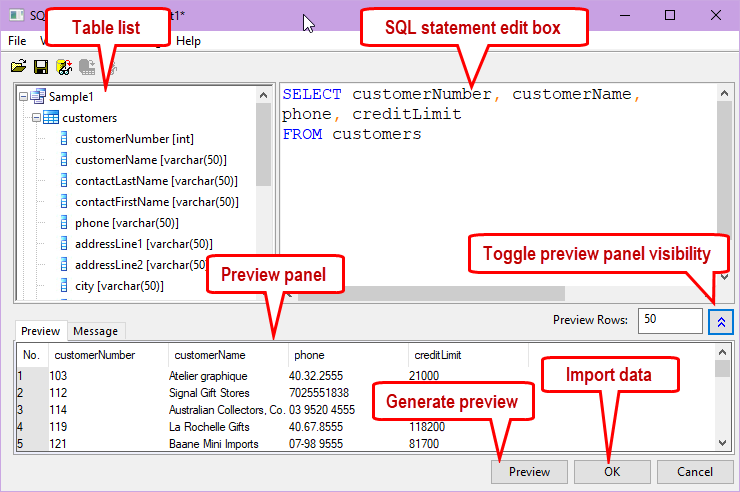 SQ
t1*
File
Help
Table list
SQL statement edit box
Sample1
customers
customerNumber [int]
customerName [varchar(50)]
contactLastName [varchar(50)]
contactFirstName [varchar(50)]
phone [varchar(50)]
addressLine1 [varchar(50)]
addressLine2 [varchar(50)]
city [varchar(50)]
SELECT customerNumber, customerName,
phone, creditLimit
FROM customers
Toggle preview panel visibility
Preview panel
Preview Rows: 50
Preview Message
No. customerNumber customerName phone creditLimit
1 103 Atelier graphique 40.32.2555 21000
2 112 Signal Gift Stores 7025551838
3 114 Australian Collectors, Co. 03 9520 4555
4 119 La Rochelle Gifts 40.67.8555 118200
5 121 Baane Mini Imports 07-98 9555 81700
Generate preview
Import data
Preview OK Cancel